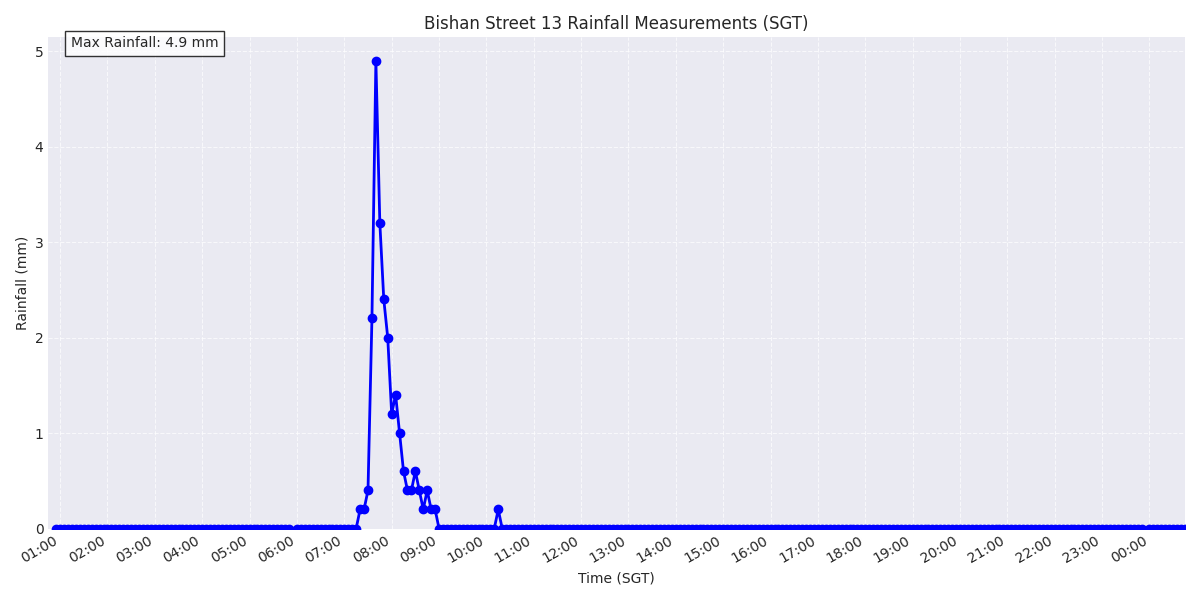 Bishan Street 13 Rainfall Measurements (SGT)
Max Rainfall: 4.9 mm
5
4
3
2
1
0
Rainfall (mm)
01:00 02:00 03:00 04:00 05:00 06:00 07:00 08:00 09:00 10:00 11:00 12:00 13:00 14:00 15:00 16:00 17:00 18:00 19:00 20:00 21:00 22:00 23:00 00:00
Time (SGT)